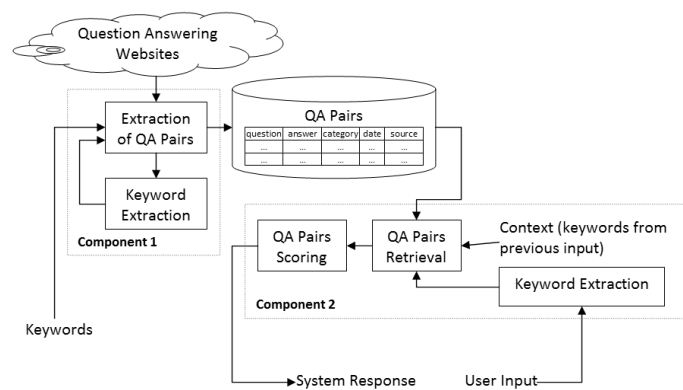 Question Answering
Websites
Extraction
of QA Pairs
Keyword
Extraction
Component 1
Keywords
QA Pairs
question answer category date source
... ... ... ... ...
... ... ... ... ...
QA Pairs
Scoring
QA Pairs
Retrieval
Context (keywords from
previous input)
Keyword Extraction
Component 2
System Response
User Input